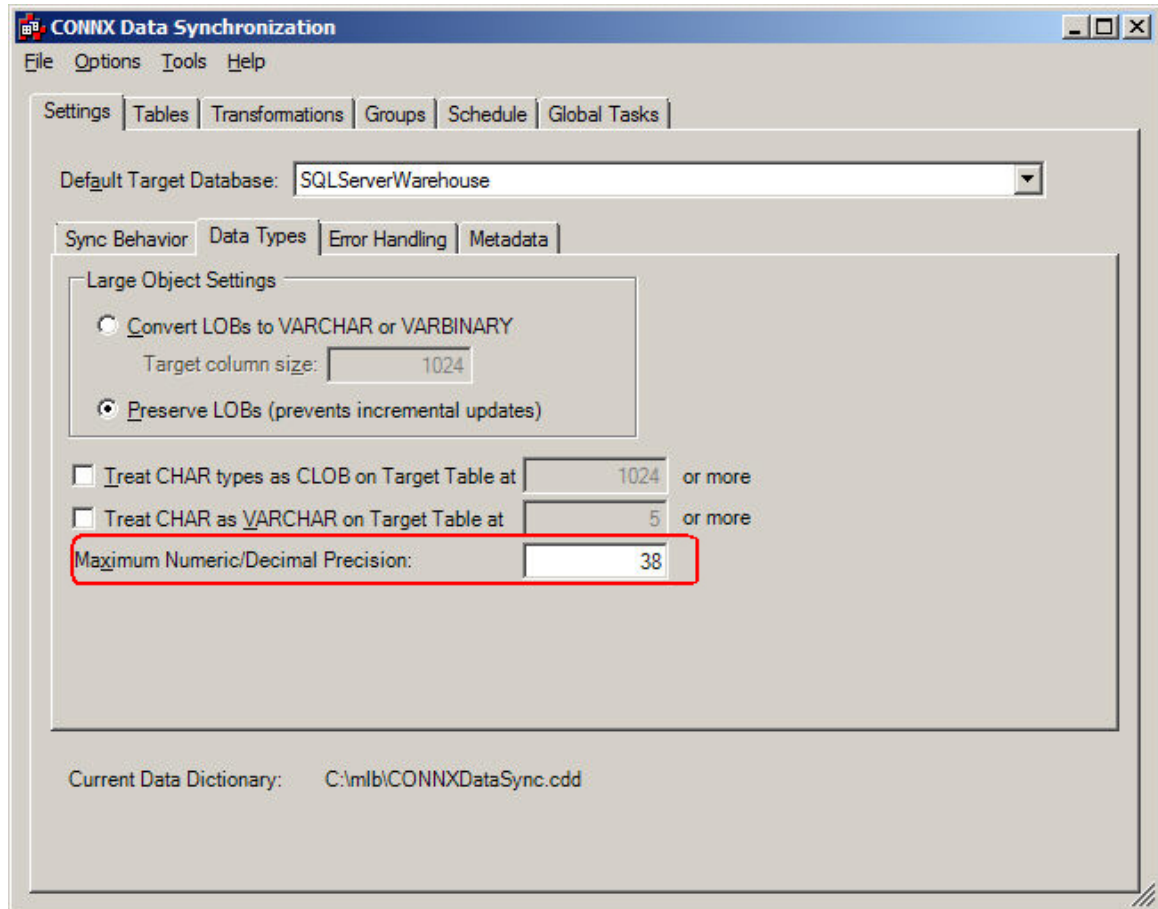 CONNX Data Synchronization
File Options Tools Help
Settings Tables Transformations Groups Schedule Global Tasks
Default Target Database: SQLServerWarehouse
Sync Behavior Data Types Error Handling Metadata
Large Object Settings
Convert LOBs to VARCHAR or VARBINARY
Target column size: 1024
Preserve LOBs (prevents incremental updates)
Treat CHAR types as CLOB on Target Table at 1024 or more
Treat CHAR as VARCHAR on Target Table at 5 or more
Maximum Numeric/Decimal Precision: 38
Current Data Dictionary: C:\mlb\CONNXDataSync.cdd